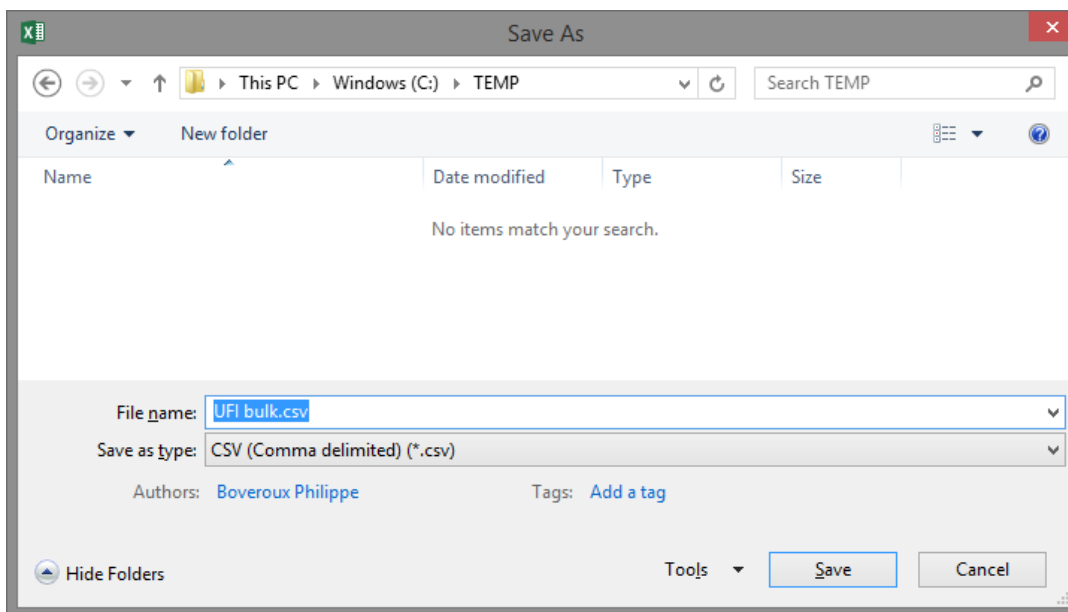 Save As
This PC Windows (C:) TEMP Search TEMP
Organize New folder
Name Date modified Type Size
No items match your search.
File name: UFI bulk.csv
Save as type: CSV (Comma delimited) (*.csv)
Authors: Boveroux Philippe Tags: Add a tag
Hide Folders Tools Save Cancel